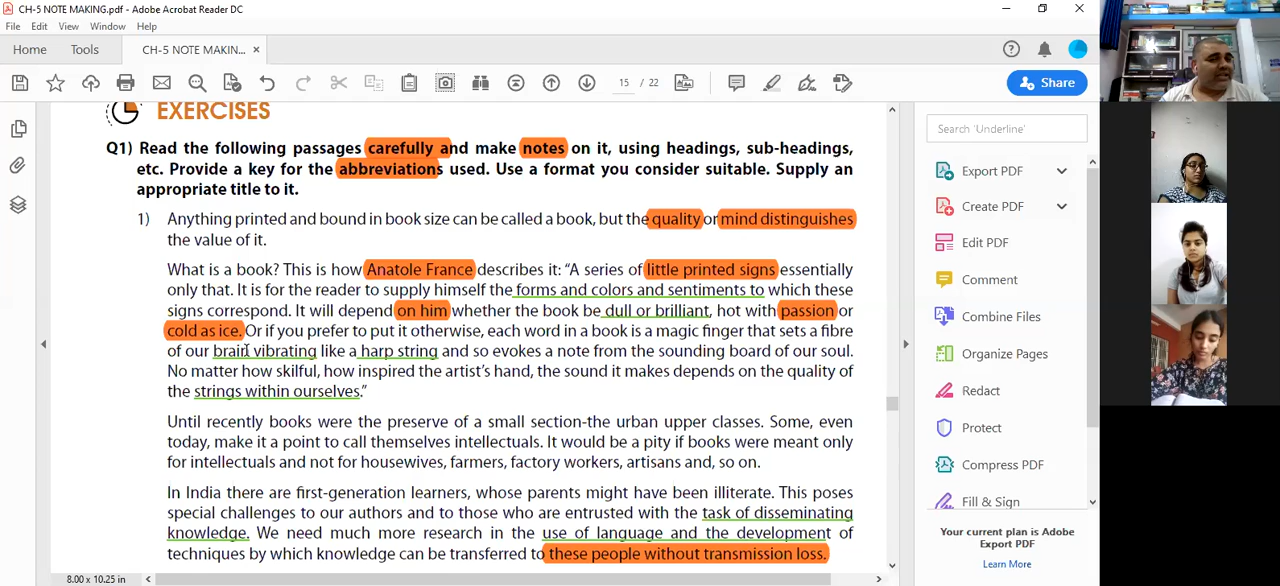 CH-5 NOTE MAKING.pdf - Adobe Acrobat Reader DC
File Edit View Window Help
Home Tools CH-5 NOTE MAKIN... ×
15 / 22
Share
EXERCISES
Q1) Read the following passages carefully and make notes on it, using headings, sub-headings,
etc. Provide a key for the abbreviations used. Use a format you consider suitable. Supply an
appropriate title to it.
1) Anything printed and bound in book size can be called a book, but the quality or mind distinguishes
the value of it.
What is a book? This is how Anatole France describes it: “A series of little printed signs essentially
only that. It is for the reader to supply himself the forms and colors and sentiments to which these
signs correspond. It will depend on him whether the book be dull or brilliant, hot with passion or
cold as ice. Or if you prefer to put it otherwise, each word in a book is a magic finger that sets a fibre
of our brain vibrating like a harp string and so evokes a note from the sounding board of our soul.
No matter how skilful, how inspired the artist’s hand, the sound it makes depends on the quality of
the strings within ourselves.”
Until recently books were the preserve of a small section-the urban upper classes. Some, even
today, make it a point to call themselves intellectuals. It would be a pity if books were meant only
for intellectuals and not for housewives, farmers, factory workers, artisans and, so on.
In India there are first-generation learners, whose parents might have been illiterate. This poses
special challenges to our authors and to those who are entrusted with the task of disseminating
knowledge. We need much more research in the use of language and the development of
techniques by which knowledge can be transferred to these people without transmission loss.
8.00 x 10.25 in
Search 'Underline'
Export PDF
Create PDF
Edit PDF
Comment
Combine Files
Organize Pages
Redact
Protect
Compress PDF
Fill & Sign
Your current plan is Adobe
Export PDF
Learn More